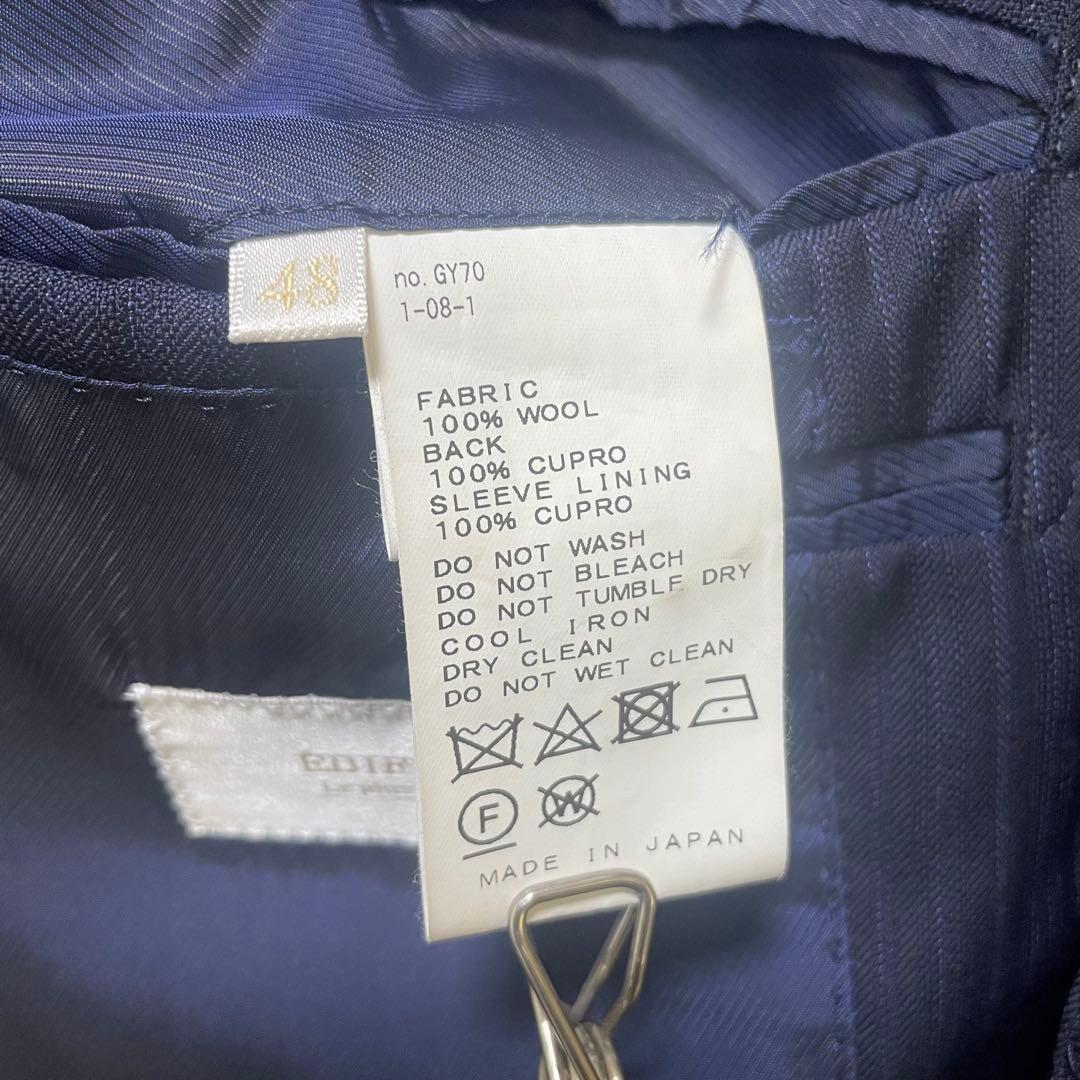 48
no. GY70
1-08-1
FABRIC
100% WOOL
BACK
100% CUPRO
SLEEVE LINING
100% CUPRO
DO NOT WASH
DO NOT BLEACH
DO NOT TUMBLE DRY
COOL IRON
DRY CLEAN
DO NOT WET CLEAN
F W
MADE IN JAPAN